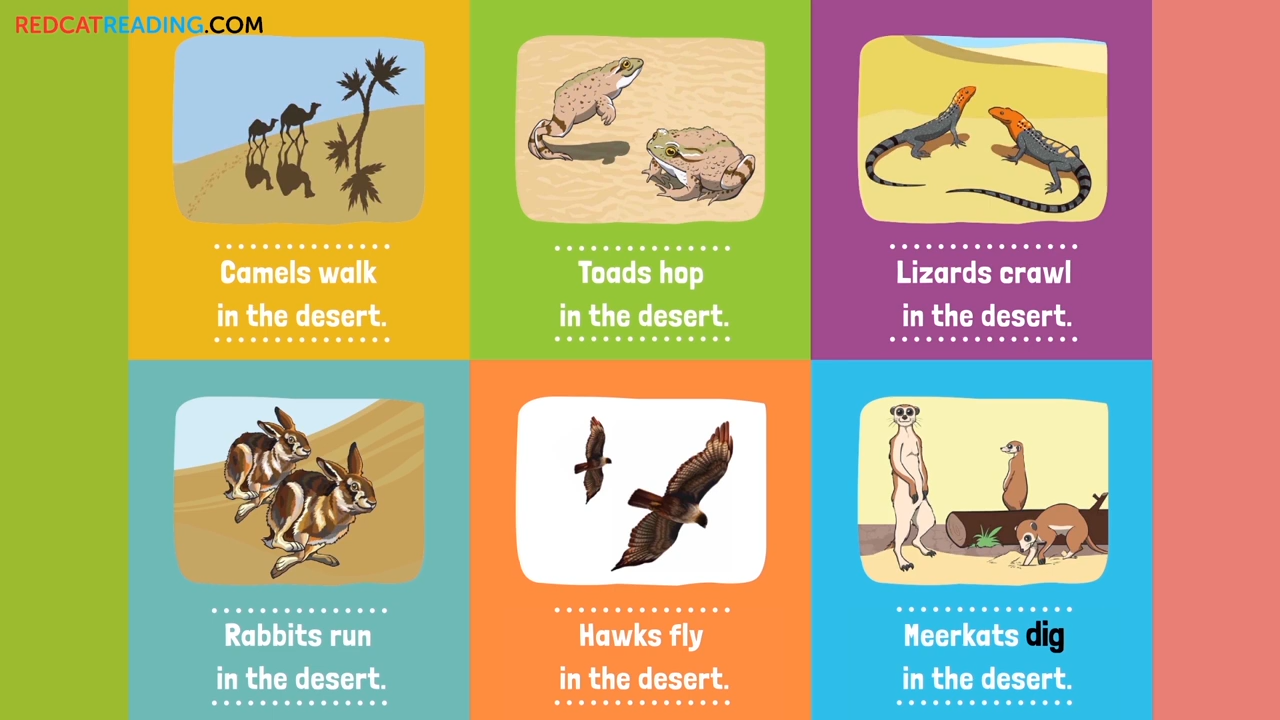 REDCATREADING.COM
Camels walk
in the desert.
Toads hop
in the desert.
Lizards crawl
in the desert.
Rabbits run
in the desert.
Hawks fly
in the desert.
Meerkats dig
in the desert.